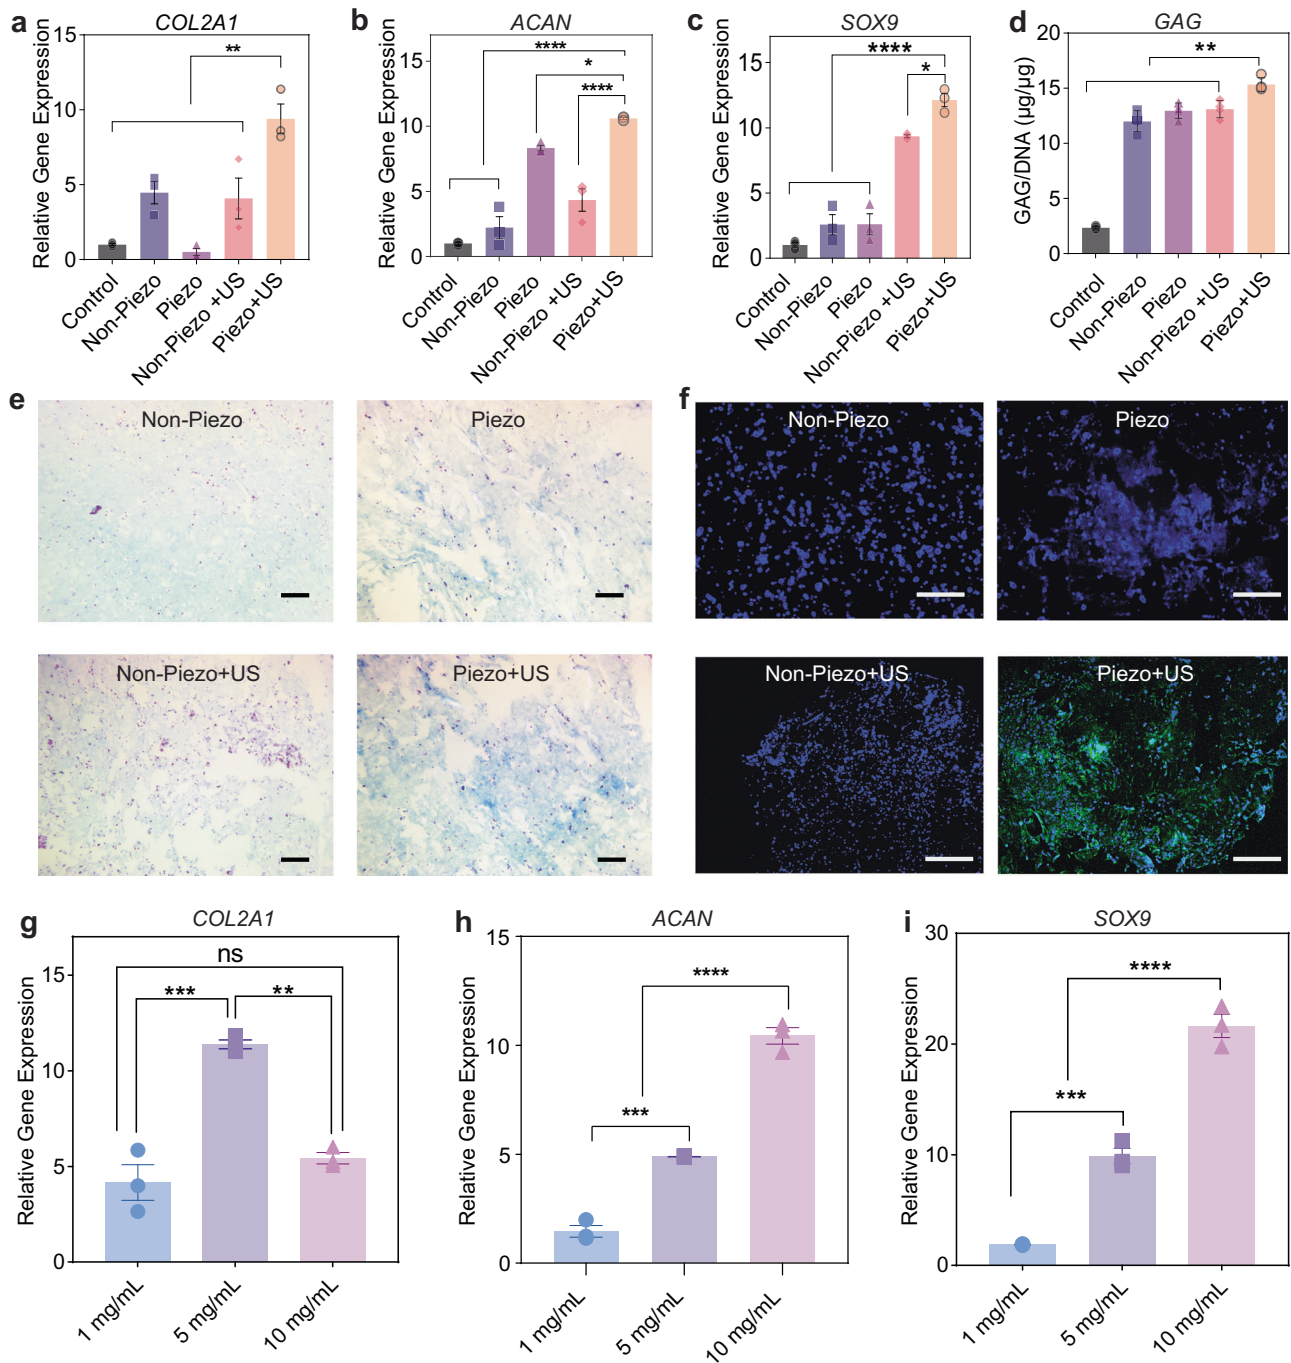 a
COL2A1
Relative Gene Expression
15
10
5
0
**
Control
Non-Piezo
Piezo
Non-Piezo +US
Piezo+US
b
ACAN
Relative Gene Expression
15
10
5
0
****
*
****
Control
Non-Piezo
Piezo
Non-Piezo +US
Piezo+US
c
SOX9
Relative Gene Expression
15
10
5
0
****
*
Control
Non-Piezo
Piezo
Non-Piezo +US
Piezo+US
d
GAG
GAG/DNA (µg/µg)
20
15
10
5
0
**
Control
Non-Piezo
Piezo
Non-Piezo +US
Piezo+US
e
Non-Piezo
Piezo
Non-Piezo+US
Piezo+US
f
Non-Piezo
Piezo
Non-Piezo+US
Piezo+US
g
COL2A1
Relative Gene Expression
15
10
5
0
ns
***
**
1 mg/mL
5 mg/mL
10 mg/mL
h
ACAN
Relative Gene Expression
15
10
5
0
****
***
1 mg/mL
5 mg/mL
10 mg/mL
i
SOX9
Relative Gene Expression
30
20
10
0
****
***
1 mg/mL
5 mg/mL
10 mg/mL